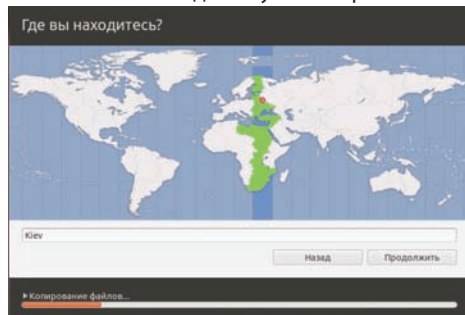 Где вы находитесь?
Kiev
Назад
Продолжить
Копирование файлов...